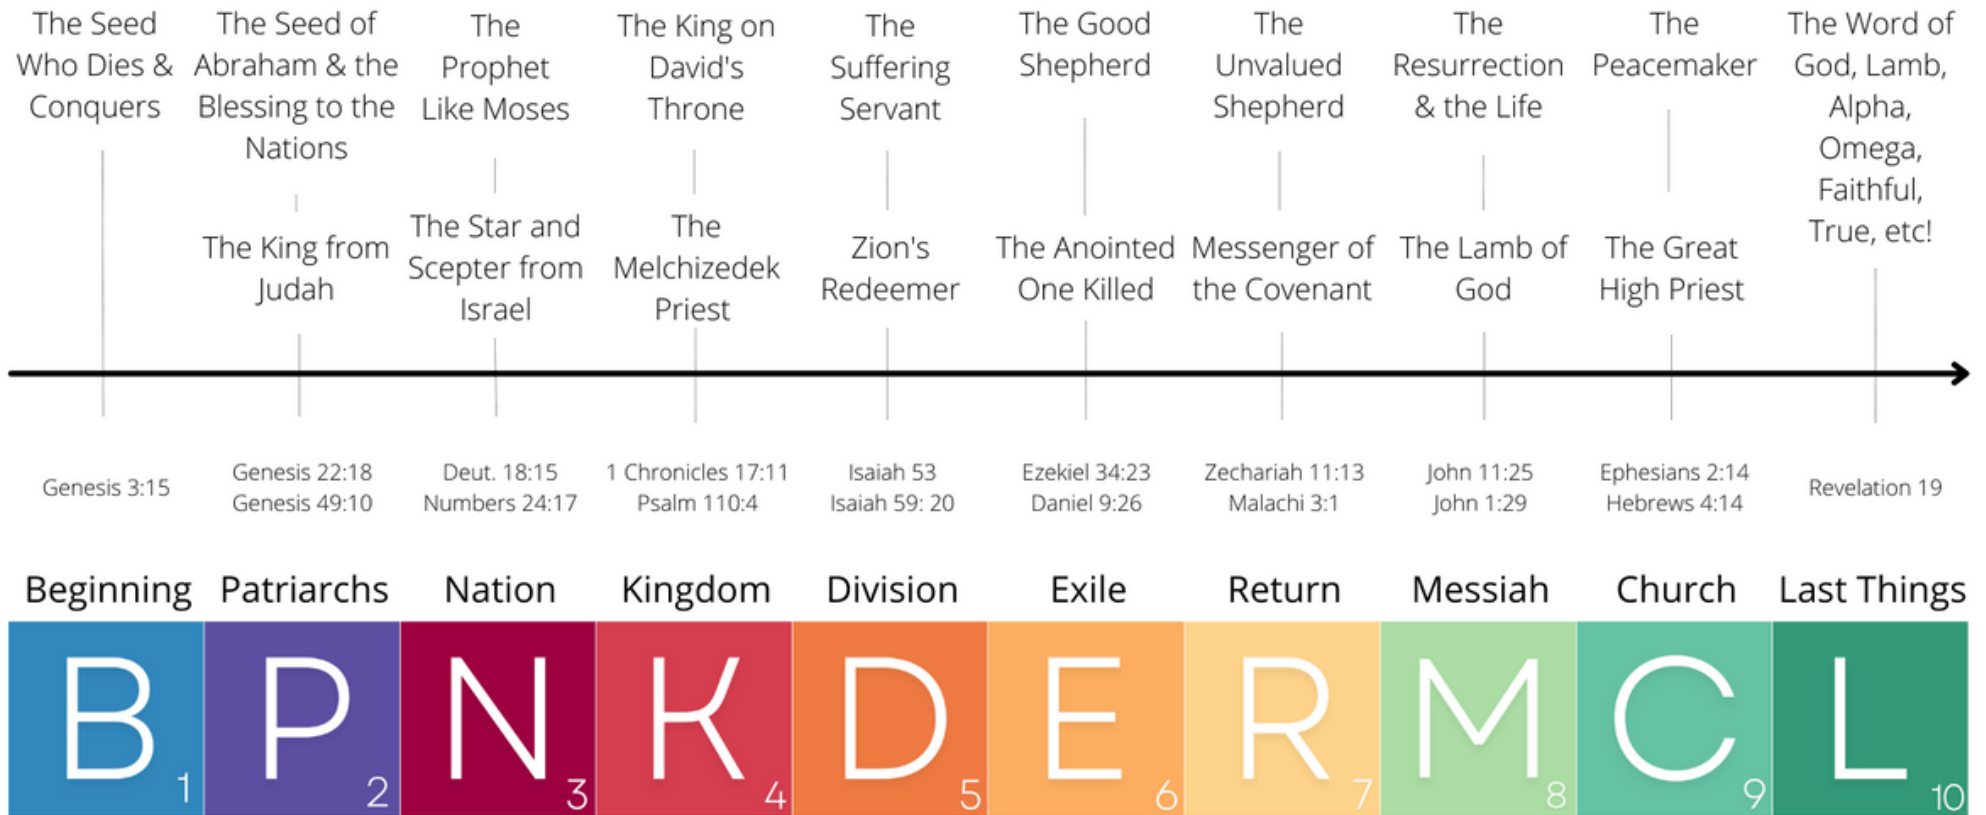 The Seed
Who Dies &
Conquers
The Seed of
Abraham & the
Blessing to the
Nations
The King from
Judah
The
Prophet
Like Moses
The Star and
Scepter from
Israel
The King on
David's
Throne
The
Melchizedek
Priest
The
Suffering
Servant
Zion's
Redeemer
The Good
Shepherd
The Anointed
One Killed
The
Unvalued
Shepherd
Messenger of
the Covenant
The
Resurrection
& the Life
The Lamb of
God
The
Peacemaker
The Great
High Priest
The Word of
God, Lamb,
Alpha,
Omega,
Faithful,
True, etc!
Genesis 3:15
Genesis 22:18
Genesis 49:10
Deut. 18:15
Numbers 24:17
1 Chronicles 17:11
Psalm 110:4
Isaiah 53
Isaiah 59: 20
Ezekiel 34:23
Daniel 9:26
Zechariah 11:13
Malachi 3:1
John 11:25
John 1:29
Ephesians 2:14
Hebrews 4:14
Revelation 19
Beginning
Patriarchs
Nation
Kingdom
Division
Exile
Return
Messiah
Church
Last Things
B 1
P 2
N 3
K 4
D 5
E 6
R 7
M 8
C 9
L 10